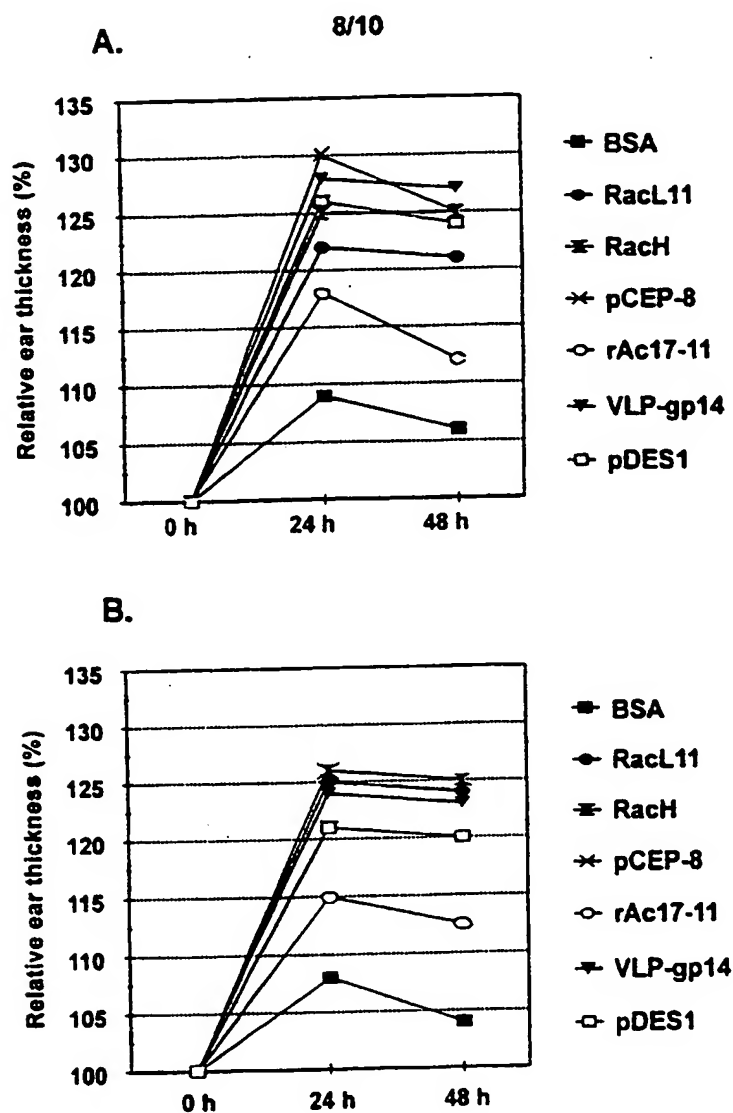 8/10
A.
Relative ear thickness (%)
135
130
125
120
115
110
105
100
0 h
24 h
48 h
BSA
RacL11
RacH
pCEP-8
rAc17-11
VLP-gp14
pDES1
B.
Relative ear thickness (%)
135
130
125
120
115
110
105
100
0 h
24 h
48 h
BSA
RacL11
RacH
pCEP-8
rAc17-11
VLP-gp14
pDES1